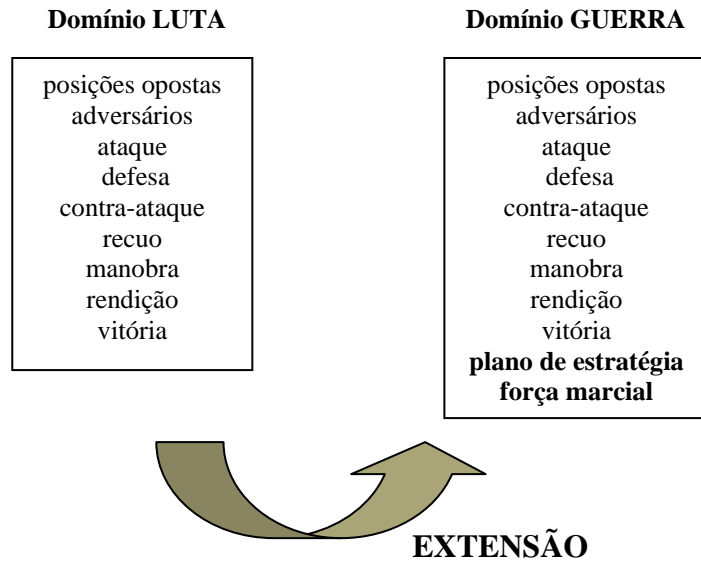 Domínio LUTA
posições opostas
adversários
ataque
defesa
contra-ataque
recuo
manobra
rendição
vitória
Domínio GUERRA
posições opostas
adversários
ataque
defesa
contra-ataque
recuo
manobra
rendição
vitória
plano de estratégia
força marcial
EXTENSÃO